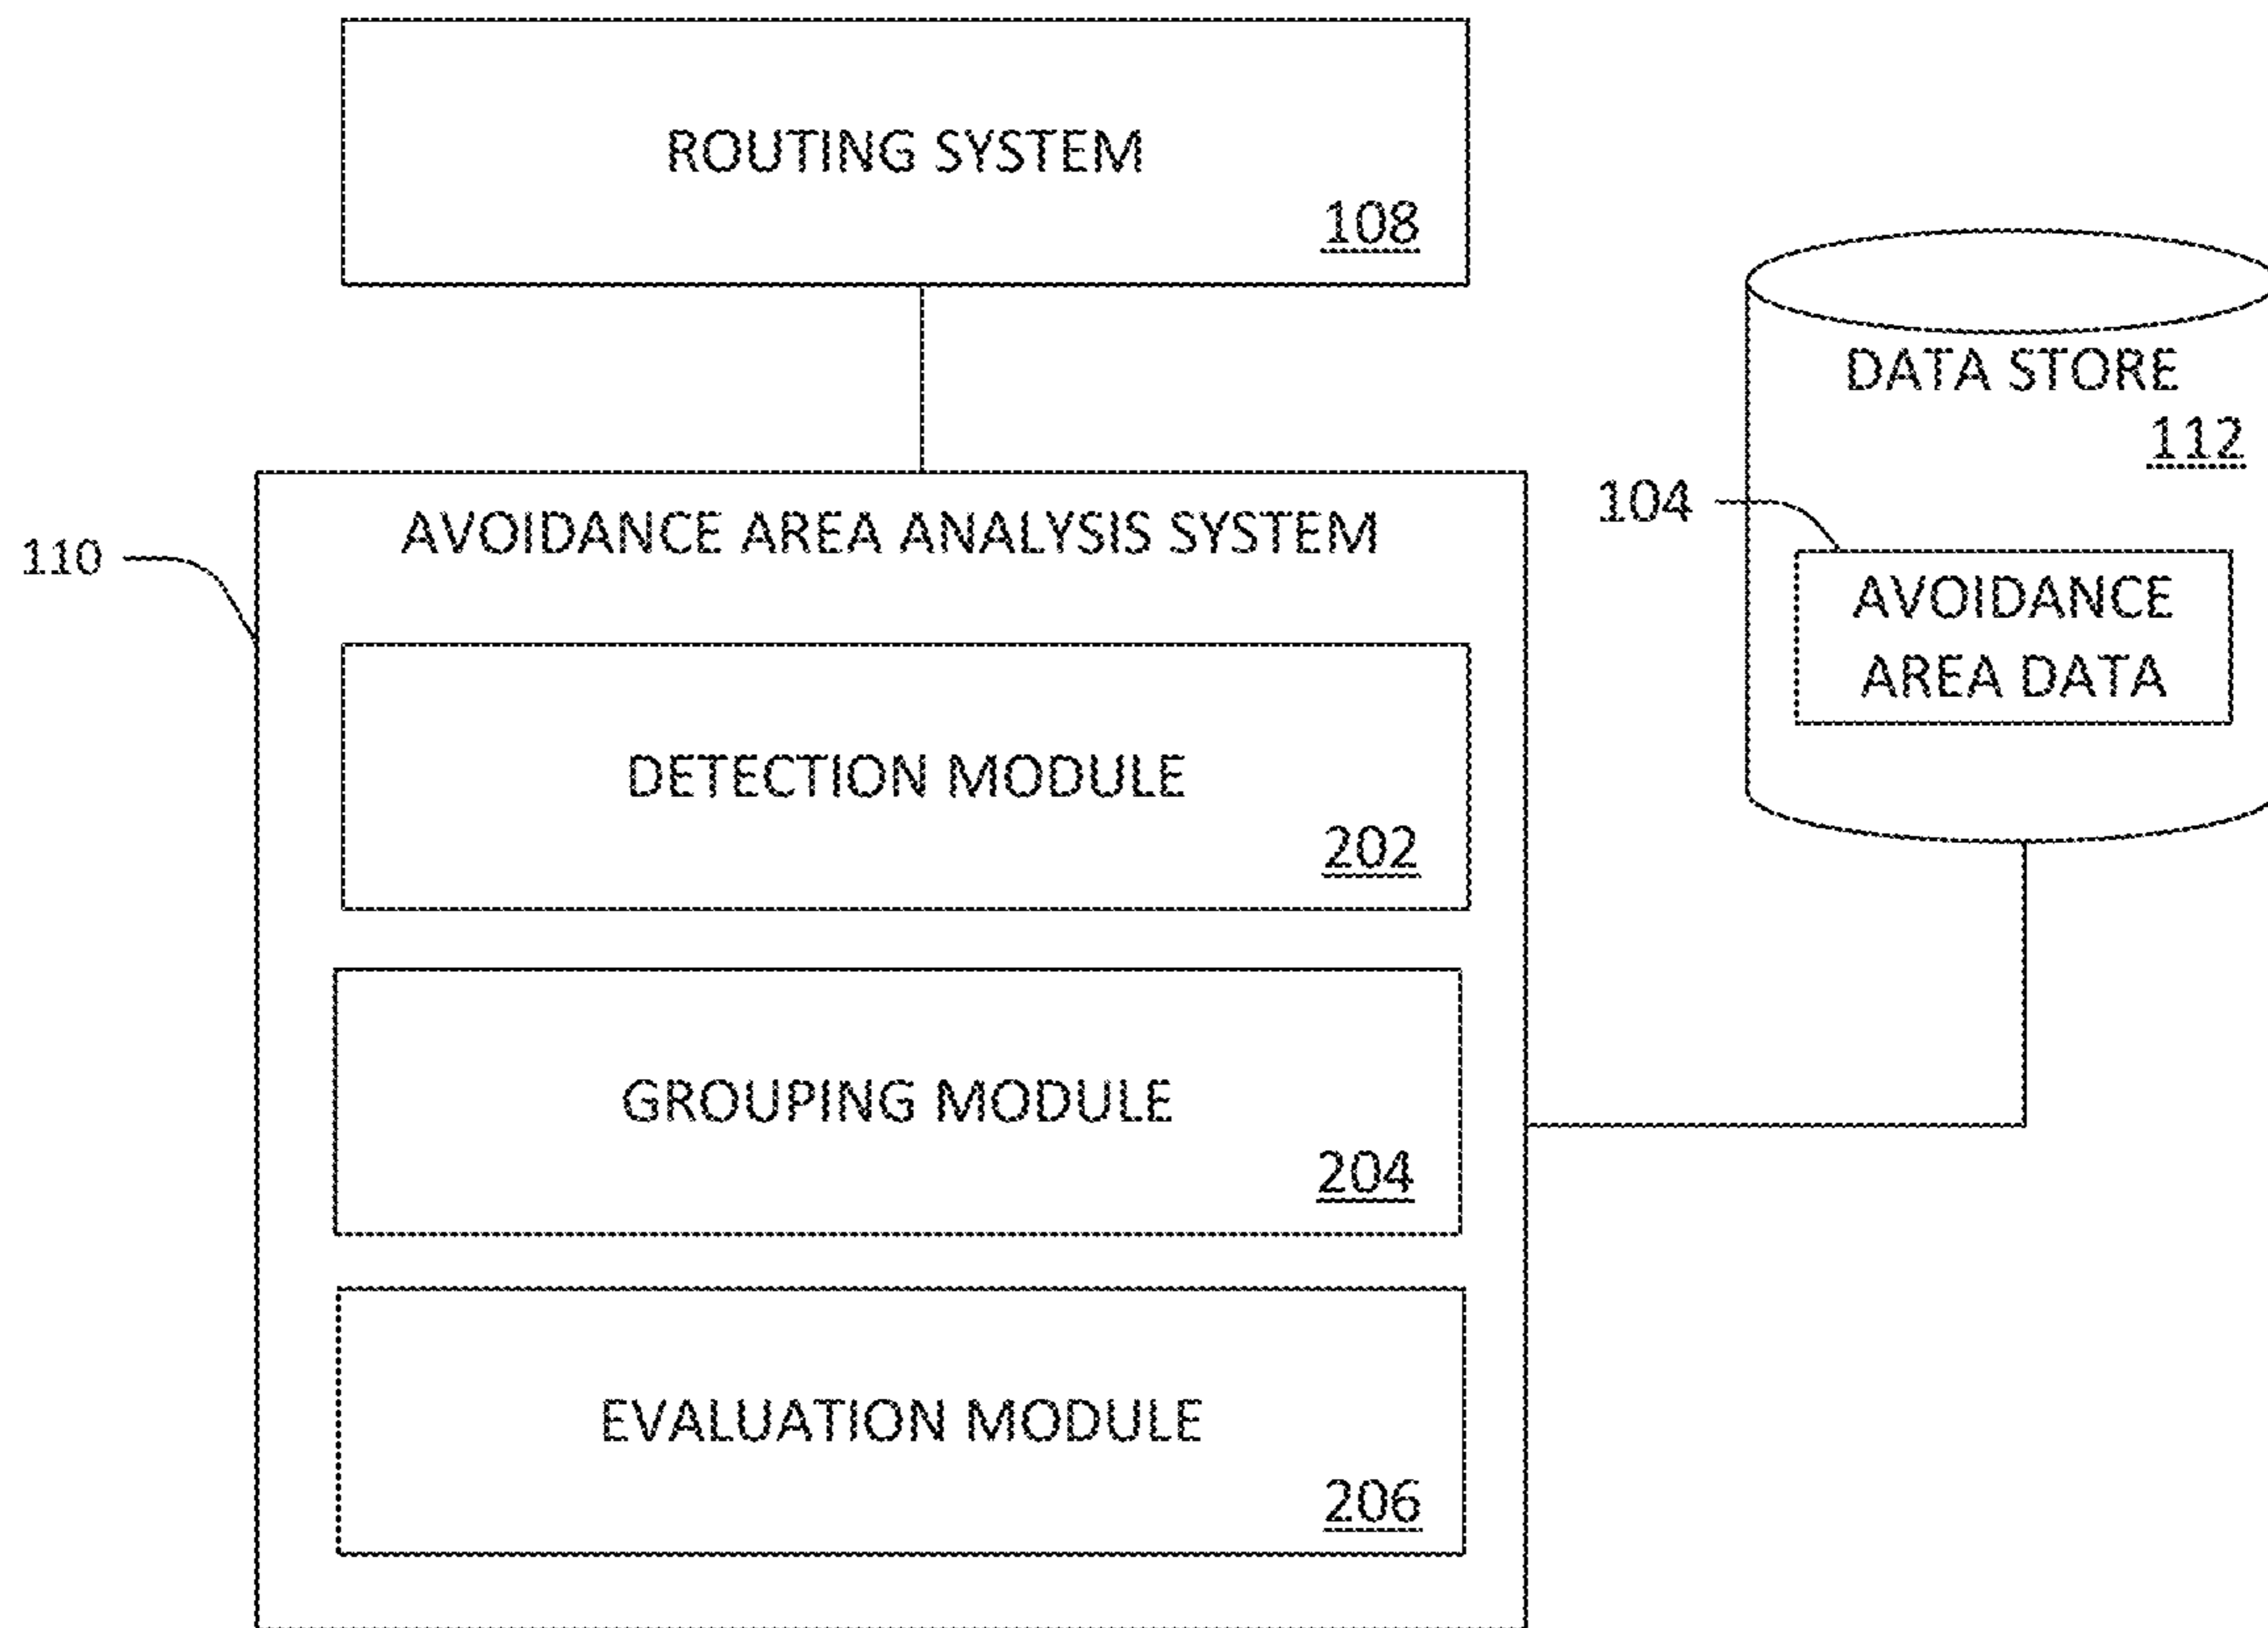 ROUTING SYSTEM
108
DATA STORE
112
104
AVOIDANCE
AREA DATA
110
AVOIDANCE AREA ANALYSIS SYSTEM
DETECTION MODULE
202
GROUPING MODULE
204
EVALUATION MODULE
206